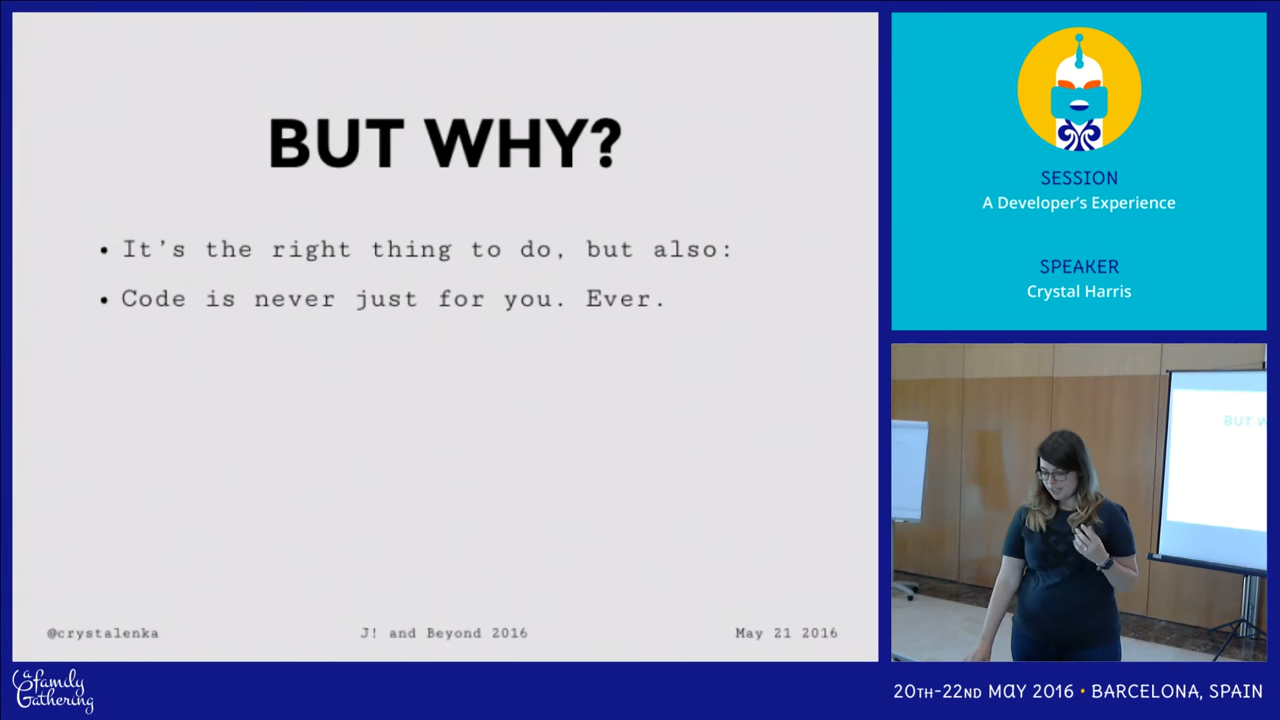 BUT WHY?
• It's the right thing to do, but also:
• Code is never just for you. Ever.
@crystalenka
J! and Beyond 2016
May 21 2016
SESSION
A Developer's Experience
SPEAKER
Crystal Harris
BUT W
a family
Gathering
20TH-22ND MAY 2016 • BARCELONA, SPAIN